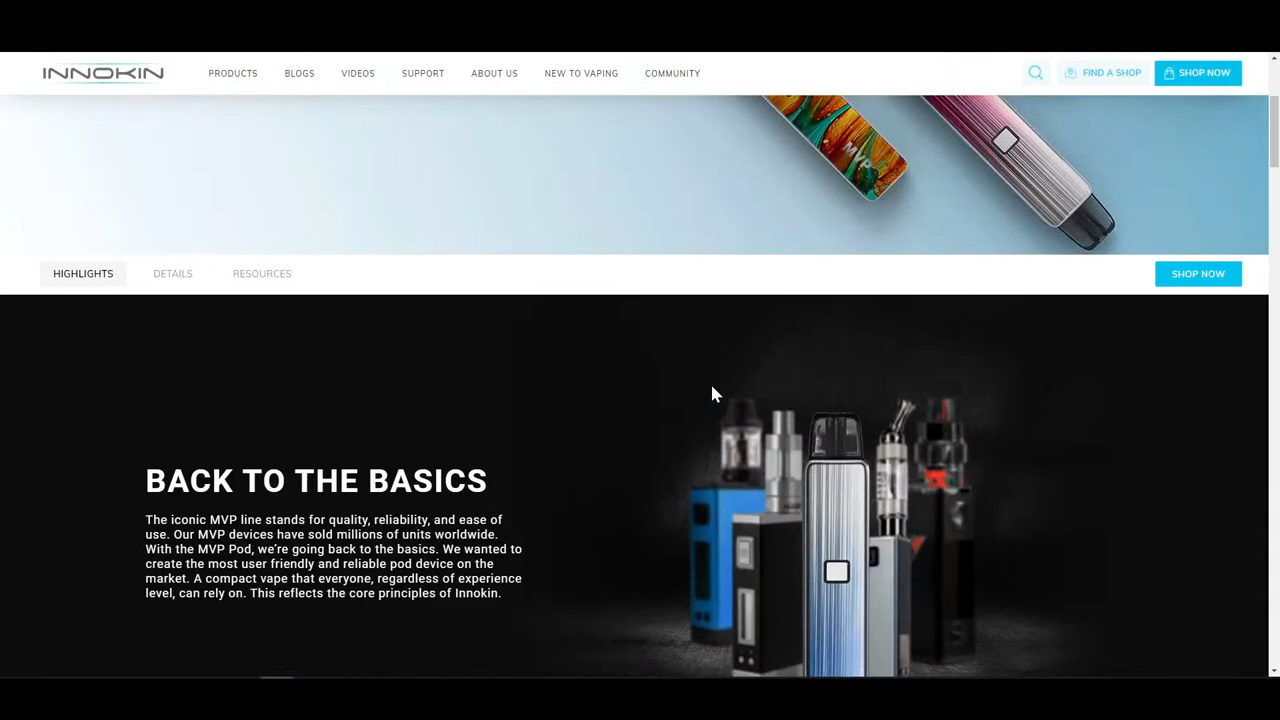 INNOKIN
PRODUCTS
BLOGS
VIDEOS
SUPPORT
ABOUT US
NEW TO VAPING
COMMUNITY
FIND A SHOP
SHOP NOW
MVP
HIGHLIGHTS
DETAILS
RESOURCES
SHOP NOW
BACK TO THE BASICS
The iconic MVP line stands for quality, reliability, and ease of
use. Our MVP devices have sold millions of units worldwide.
With the MVP Pod, we’re going back to the basics. We wanted to
create the most user friendly and reliable pod device on the
market. A compact vape that everyone, regardless of experience
level, can rely on. This reflects the core principles of Innokin.